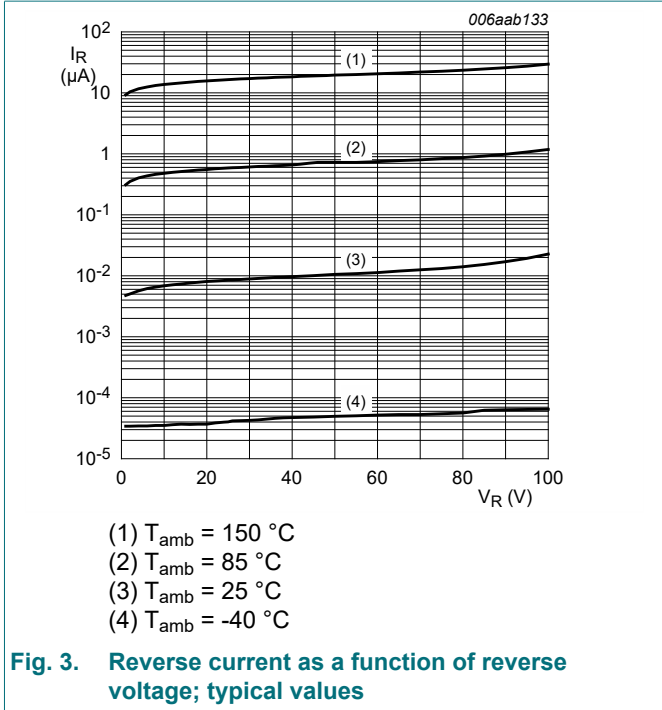 006aab133
10²
I_R
(µA)
(1)
10
1
(2)
10⁻¹
10⁻²
(3)
10⁻³
10⁻⁴
(4)
10⁻⁵
0 20 40 60 80 100
V_R (V)
(1) T_amb = 150 °C
(2) T_amb = 85 °C
(3) T_amb = 25 °C
(4) T_amb = -40 °C
Fig. 3. Reverse current as a function of reverse
voltage; typical values